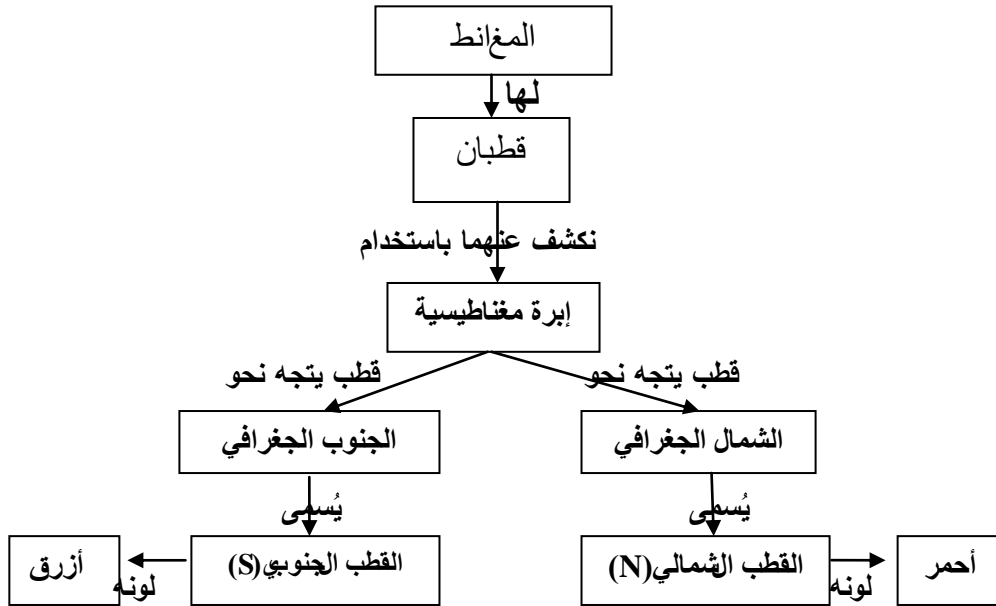 المغانط
لها
قطبان
نكشف عنهما باستخدام
إبرة مغناطيسية
قطب يتجه نحو
قطب يتجه نحو
الشمال الجغرافي
الجنوب الجغرافي
يُسمى
يُسمى
القطب الشمالي(N)
لونه
أحمر
القطب الجنوبي(S)
لونه
أزرق